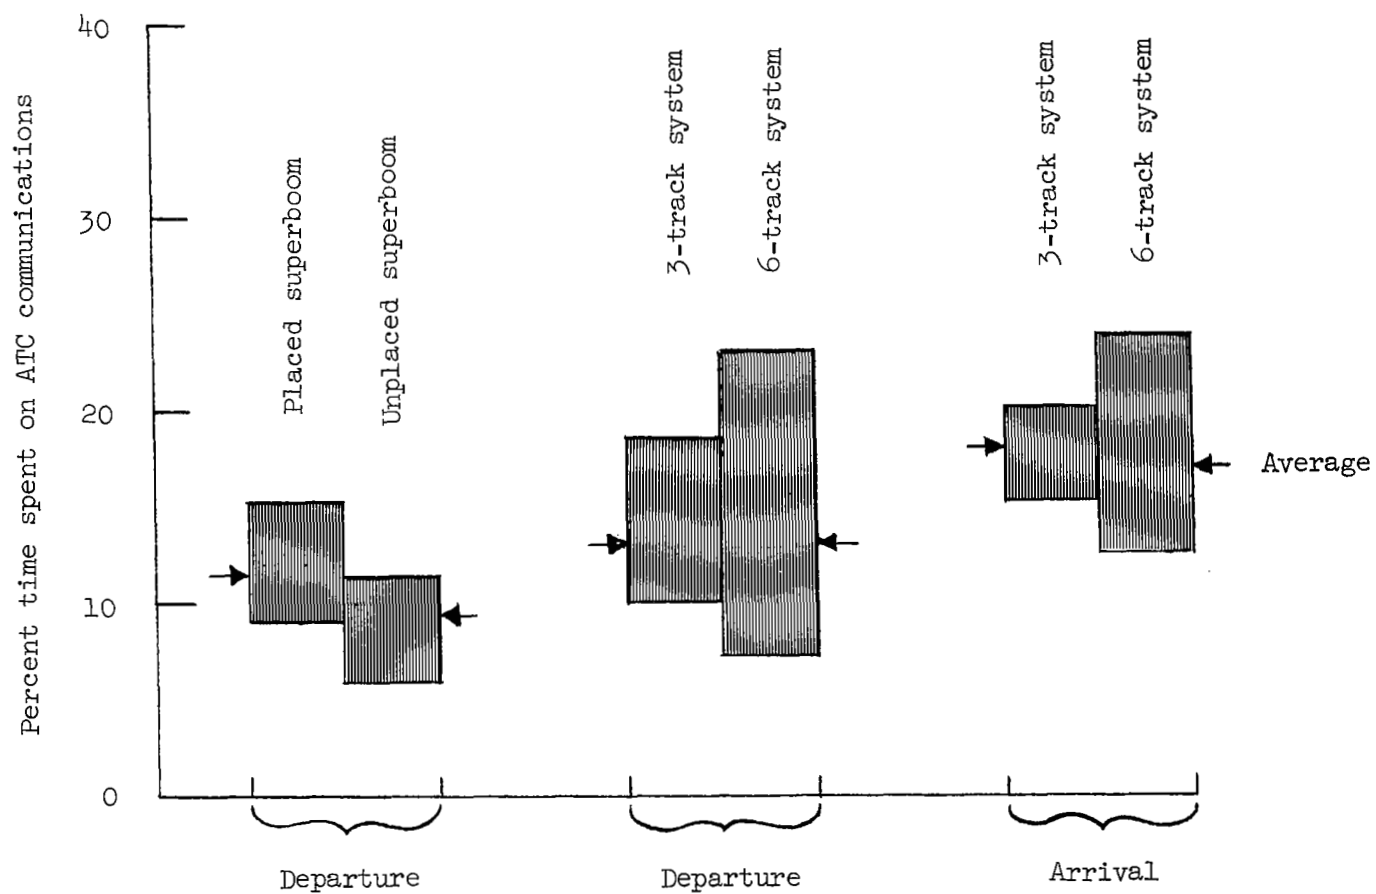 Percent time spent on ATC communications
40
30
20
10
0
Placed superboom
Unplaced superboom
3-track system
6-track system
3-track system
6-track system
Average
Departure
Departure
Arrival